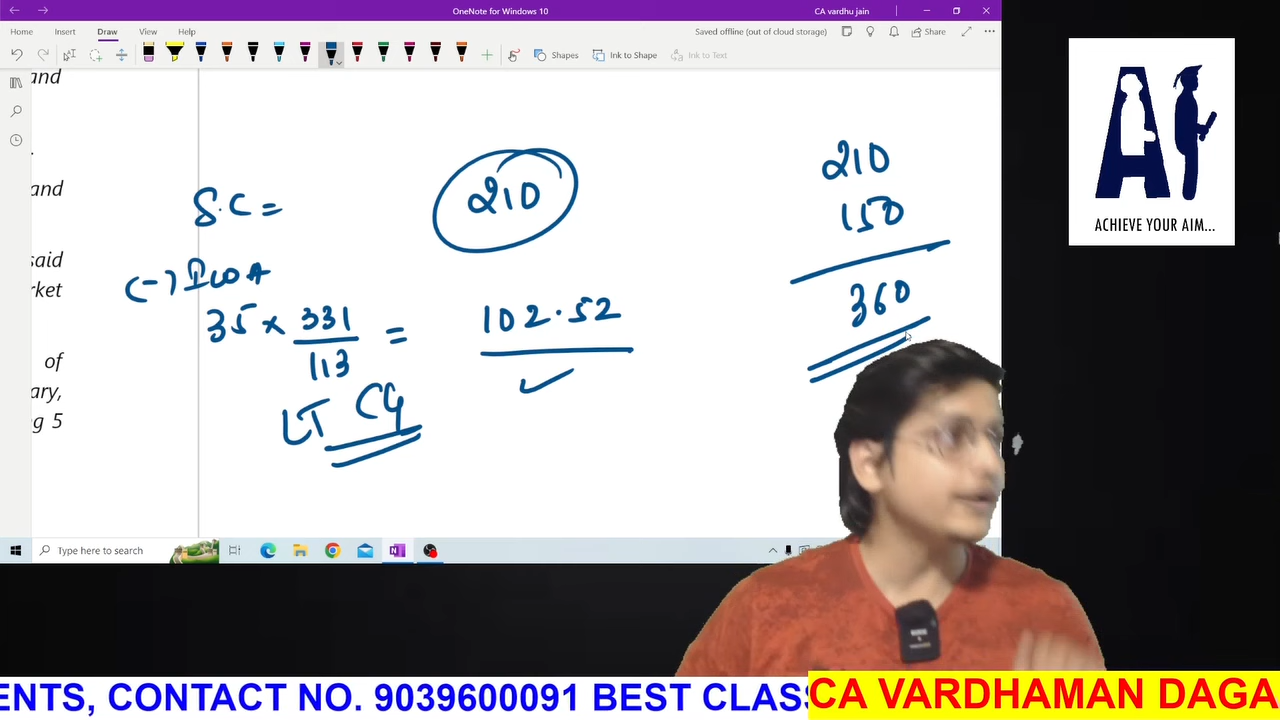 OneNote for Windows 10
CA vardhu jain
Home Insert Draw View Help
Saved offline (out of cloud storage)
Share
Shapes
Ink to Shape
Ink to Text
and
and
said
rket
of
ary,
g 5
S.C = 210
(-) ICOA
35 × 331/113 = 102.52
LT CG
210
150
360
ACHIEVE YOUR AIM...
Type here to search
ENTS, CONTACT NO. 9039600091 BEST CLAS
CA VARDHAMAN DAGA